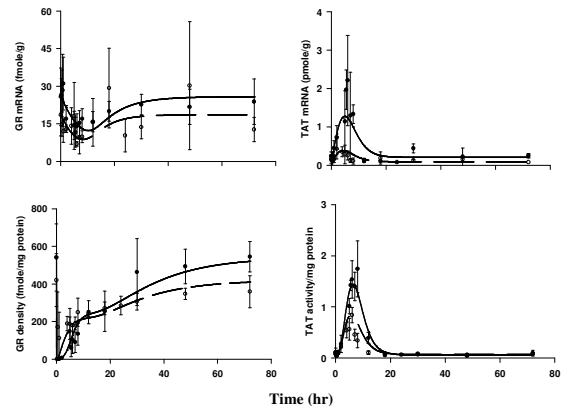 60
45
30
15
0
GR mRNA (fmole/g)
4
3
2
1
0
TAT mRNA (pmole/g)
800
600
400
200
0
GR density (fmole/mg protein)
0 20 40 60 80
3
2
1
0
TAT activity/mg protein
0 20 40 60 80
Time (hr)